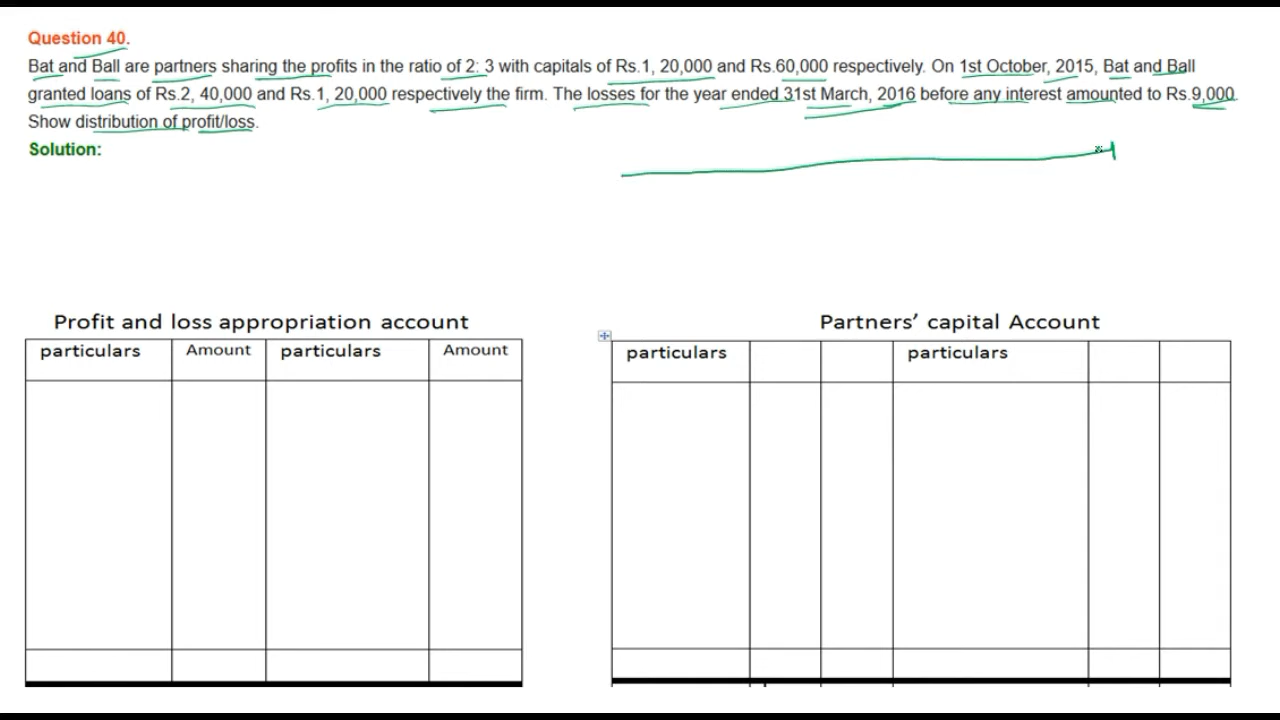 Question 40.
Bat and Ball are partners sharing the profits in the ratio of 2: 3 with capitals of Rs.1, 20,000 and Rs.60,000 respectively. On 1st October, 2015, Bat and Ball
granted loans of Rs.2, 40,000 and Rs.1, 20,000 respectively the firm. The losses for the year ended 31st March, 2016 before any interest amounted to Rs.9,000
Show distribution of profit/loss.
Solution:
Profit and loss appropriation account
particulars Amount particulars Amount
Partners’ capital Account
particulars particulars